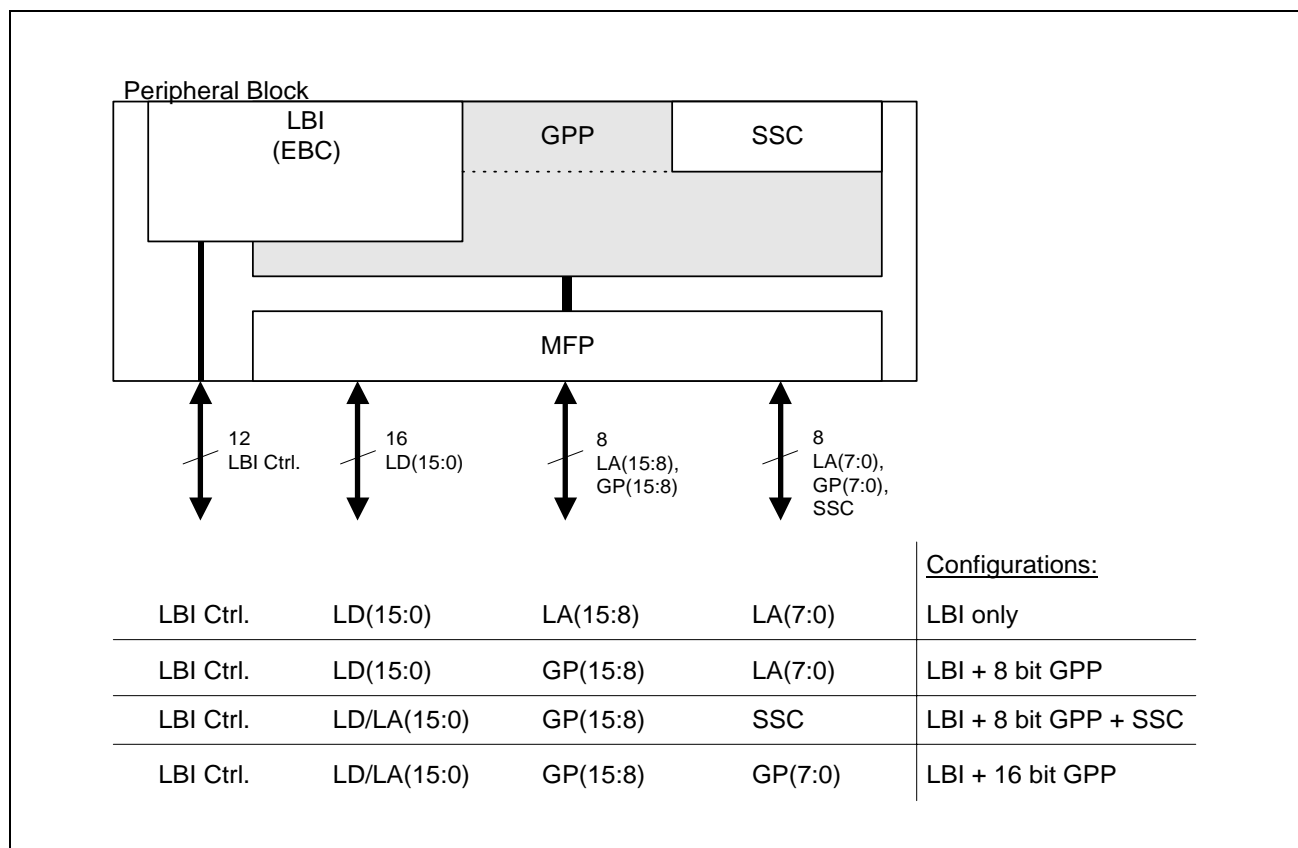 Peripheral Block
LBI
(EBC)
GPP
SSC
MFP
12
LBI Ctrl.
16
LD(15:0)
8
LA(15:8),
GP(15:8)
8
LA(7:0),
GP(7:0),
SSC
Configurations:
LBI Ctrl. LD(15:0) LA(15:8) LA(7:0) LBI only
LBI Ctrl. LD(15:0) GP(15:8) LA(7:0) LBI + 8 bit GPP
LBI Ctrl. LD/LA(15:0) GP(15:8) SSC LBI + 8 bit GPP + SSC
LBI Ctrl. LD/LA(15:0) GP(15:8) GP(7:0) LBI + 16 bit GPP